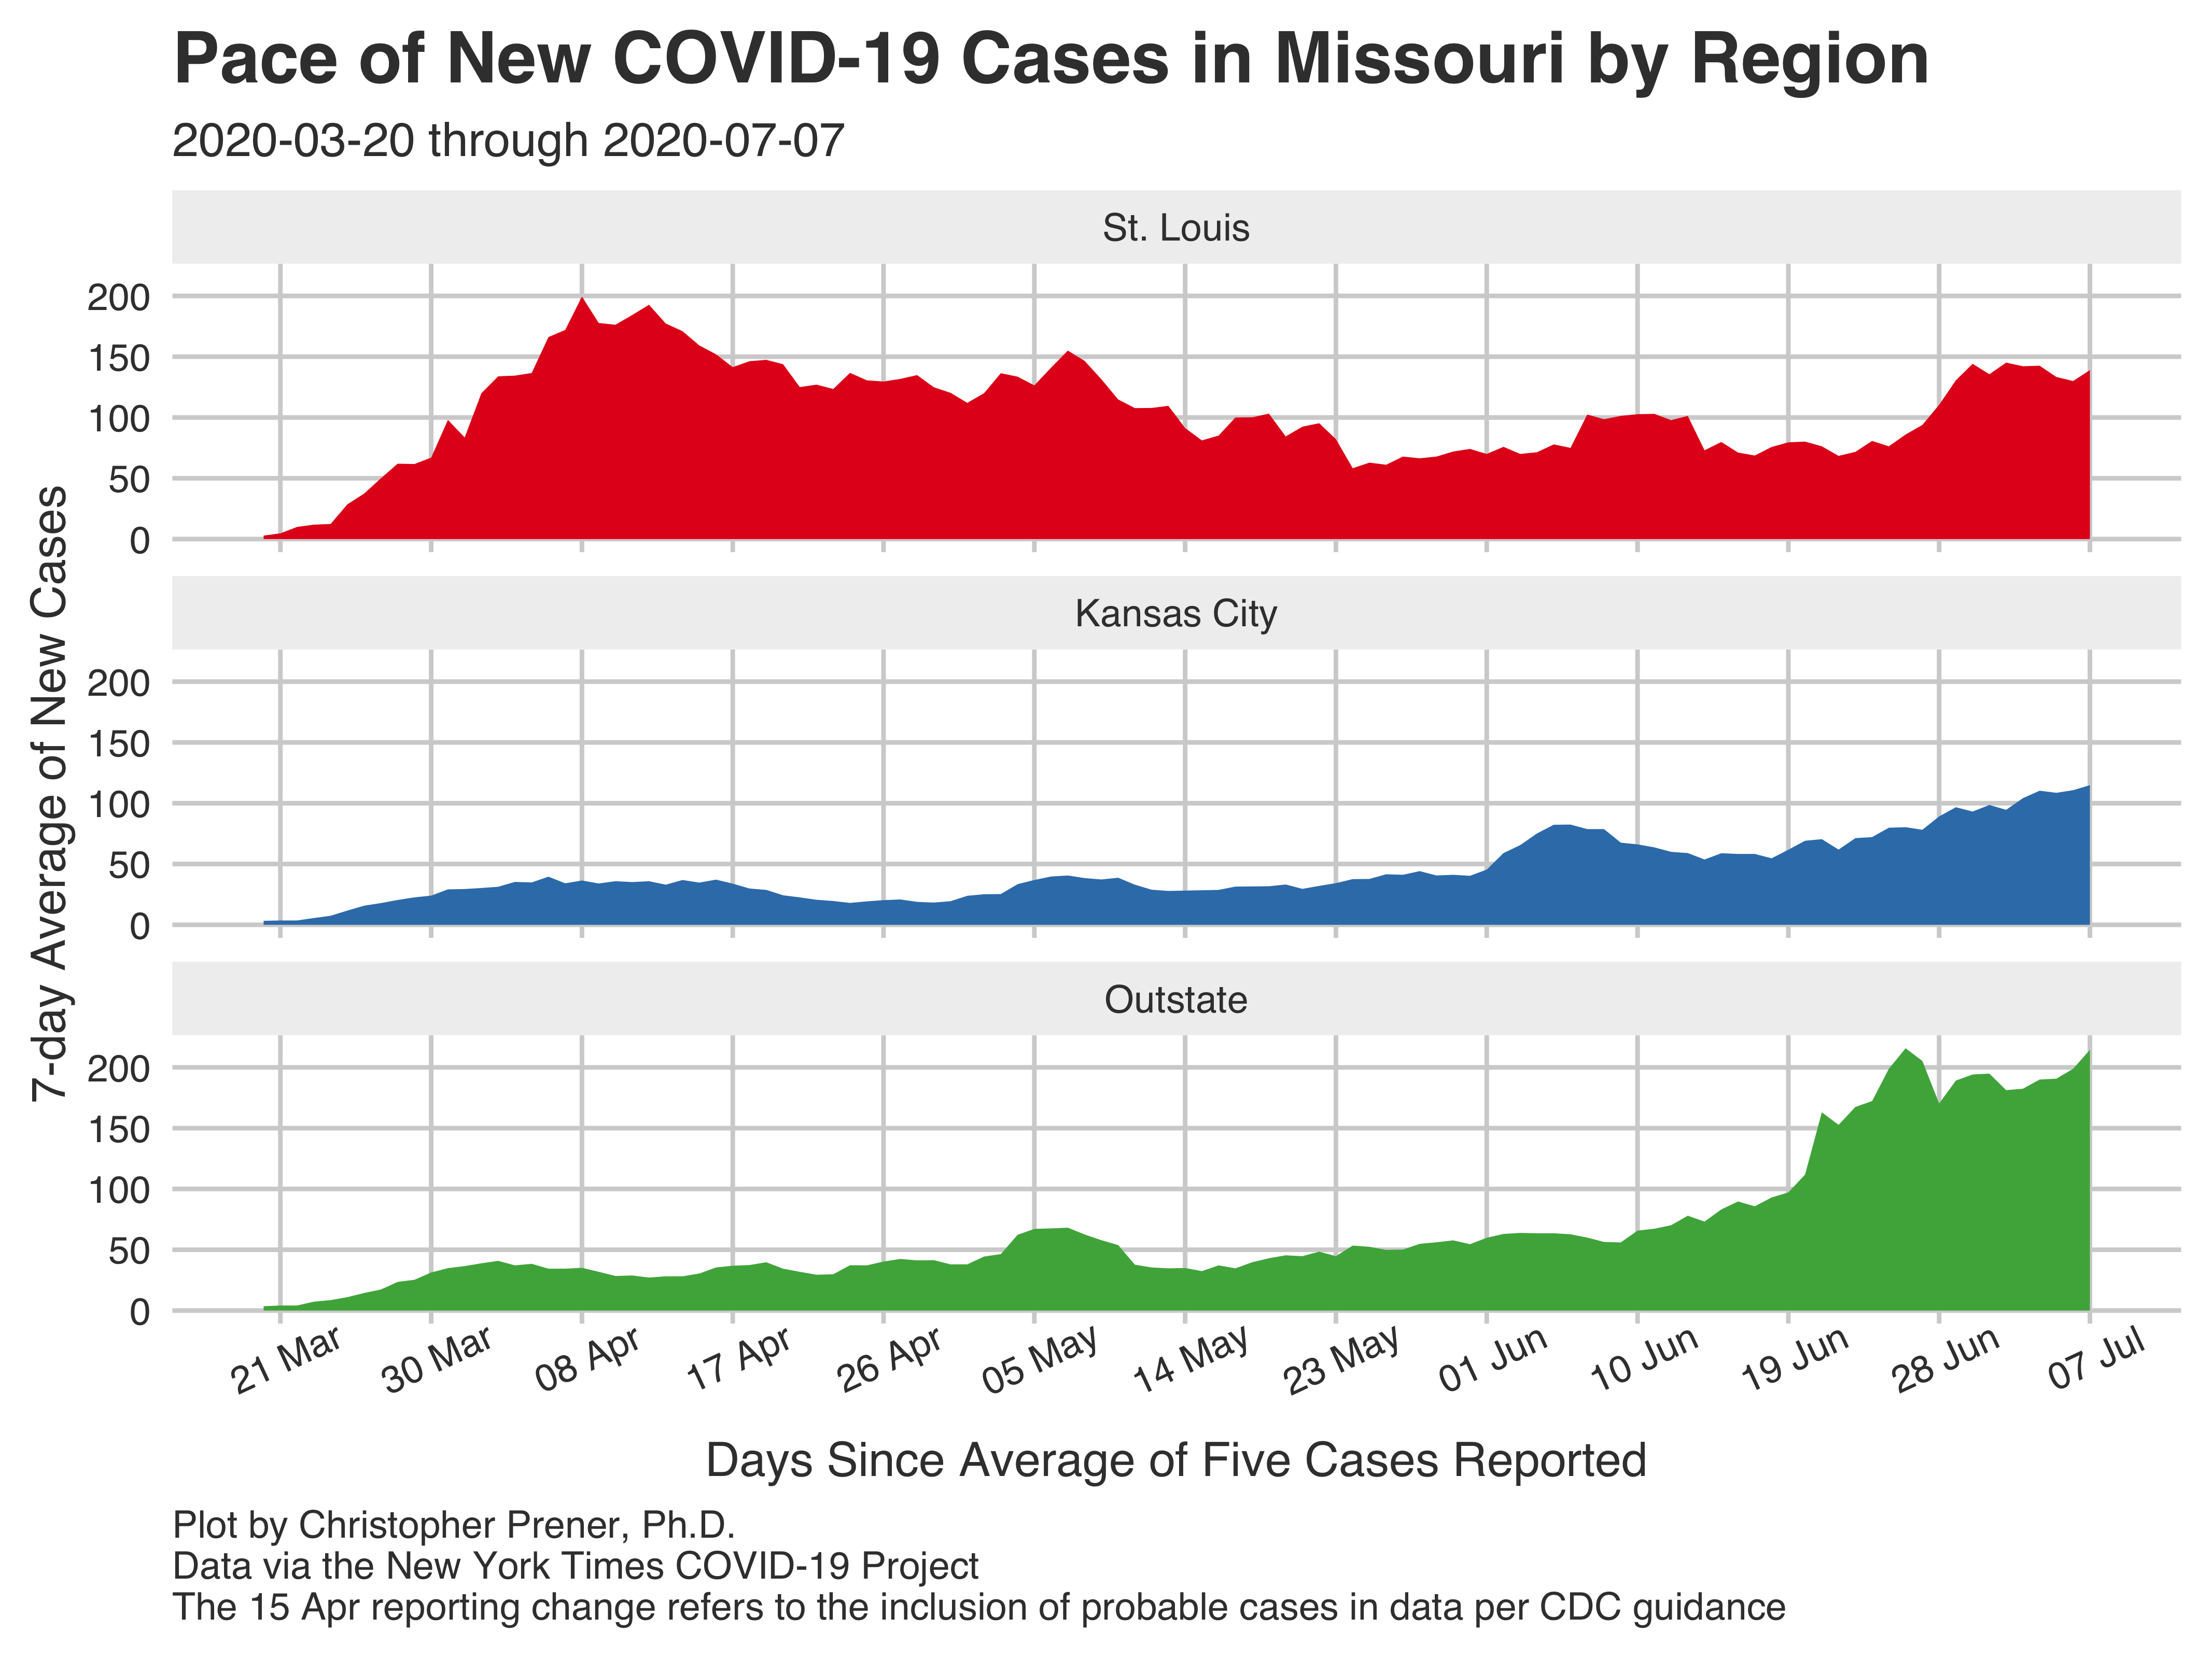 Pace of New COVID-19 Cases in Missouri by Region
2020-03-20 through 2020-07-07
7-day Average of New Cases
St. Louis
200
150
100
50
0
Kansas City
200
150
100
50
0
Outstate
200
150
100
50
0
21 Mar
30 Mar
08 Apr
17 Apr
26 Apr
05 May
14 May
23 May
01 Jun
10 Jun
19 Jun
28 Jun
07 Jul
Days Since Average of Five Cases Reported
Plot by Christopher Prener, Ph.D.
Data via the New York Times COVID-19 Project
The 15 Apr reporting change refers to the inclusion of probable cases in data per CDC guidance